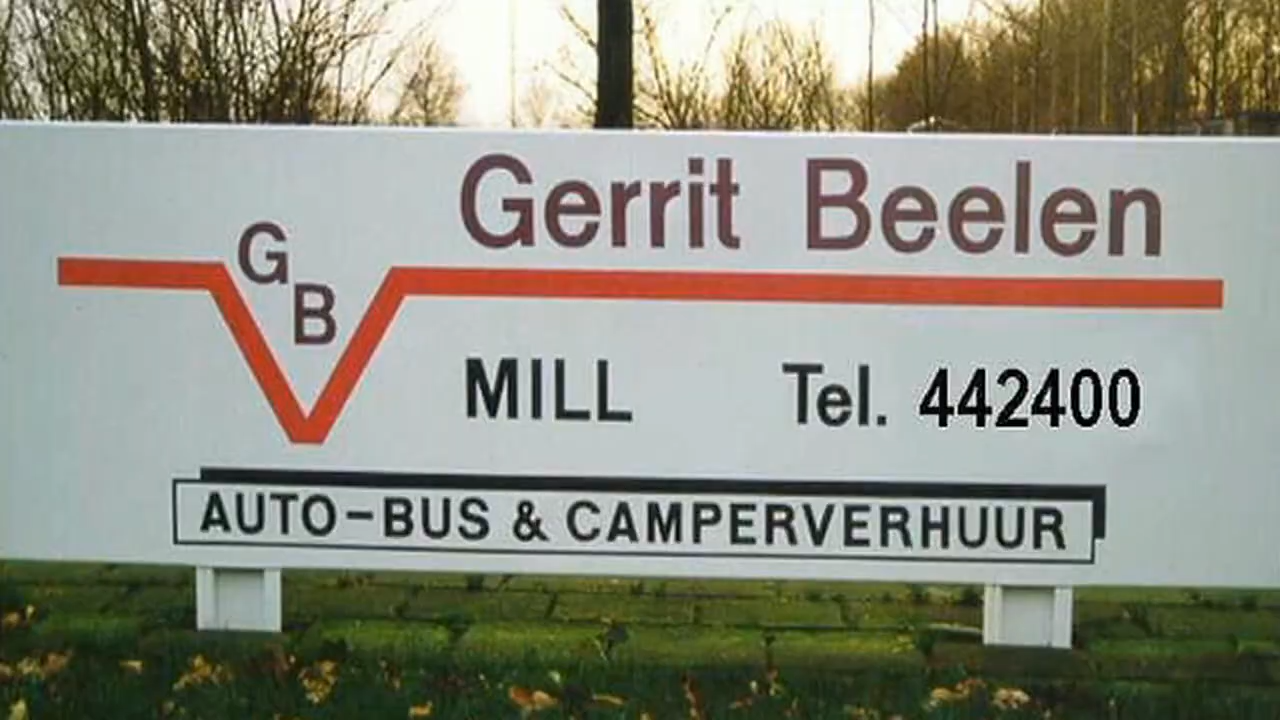 Gerrit Beelen
G
B
MILL Tel. 442400
AUTO-BUS & CAMPERVERHUUR